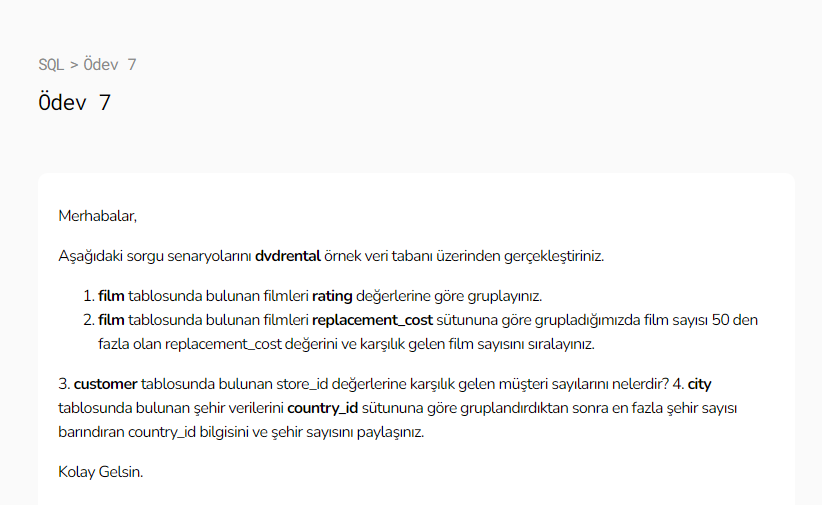 SQL > Ödev 7
Ödev 7
Merhabalar,
Aşağıdaki sorgu senaryolarını dvdrental örnek veri tabanı üzerinden gerçekleştiriniz.
1. film tablosunda bulunan filmleri rating değerlerine göre gruplayınız.
2. film tablosunda bulunan filmleri replacement_cost sütununa göre grupladığımızda film sayısı 50 den
fazla olan replacement_cost değerini ve karşılık gelen film sayısını sıralayınız.
3. customer tablosunda bulunan store_id değerlerine karşılık gelen müşteri sayılarını nelerdir? 4. city
tablosunda bulunan şehir verilerini country_id sütununa göre gruplandırdıktan sonra en fazla şehir sayısı
barındıran country_id bilgisini ve şehir sayısını paylaşınız.
Kolay Gelsin.